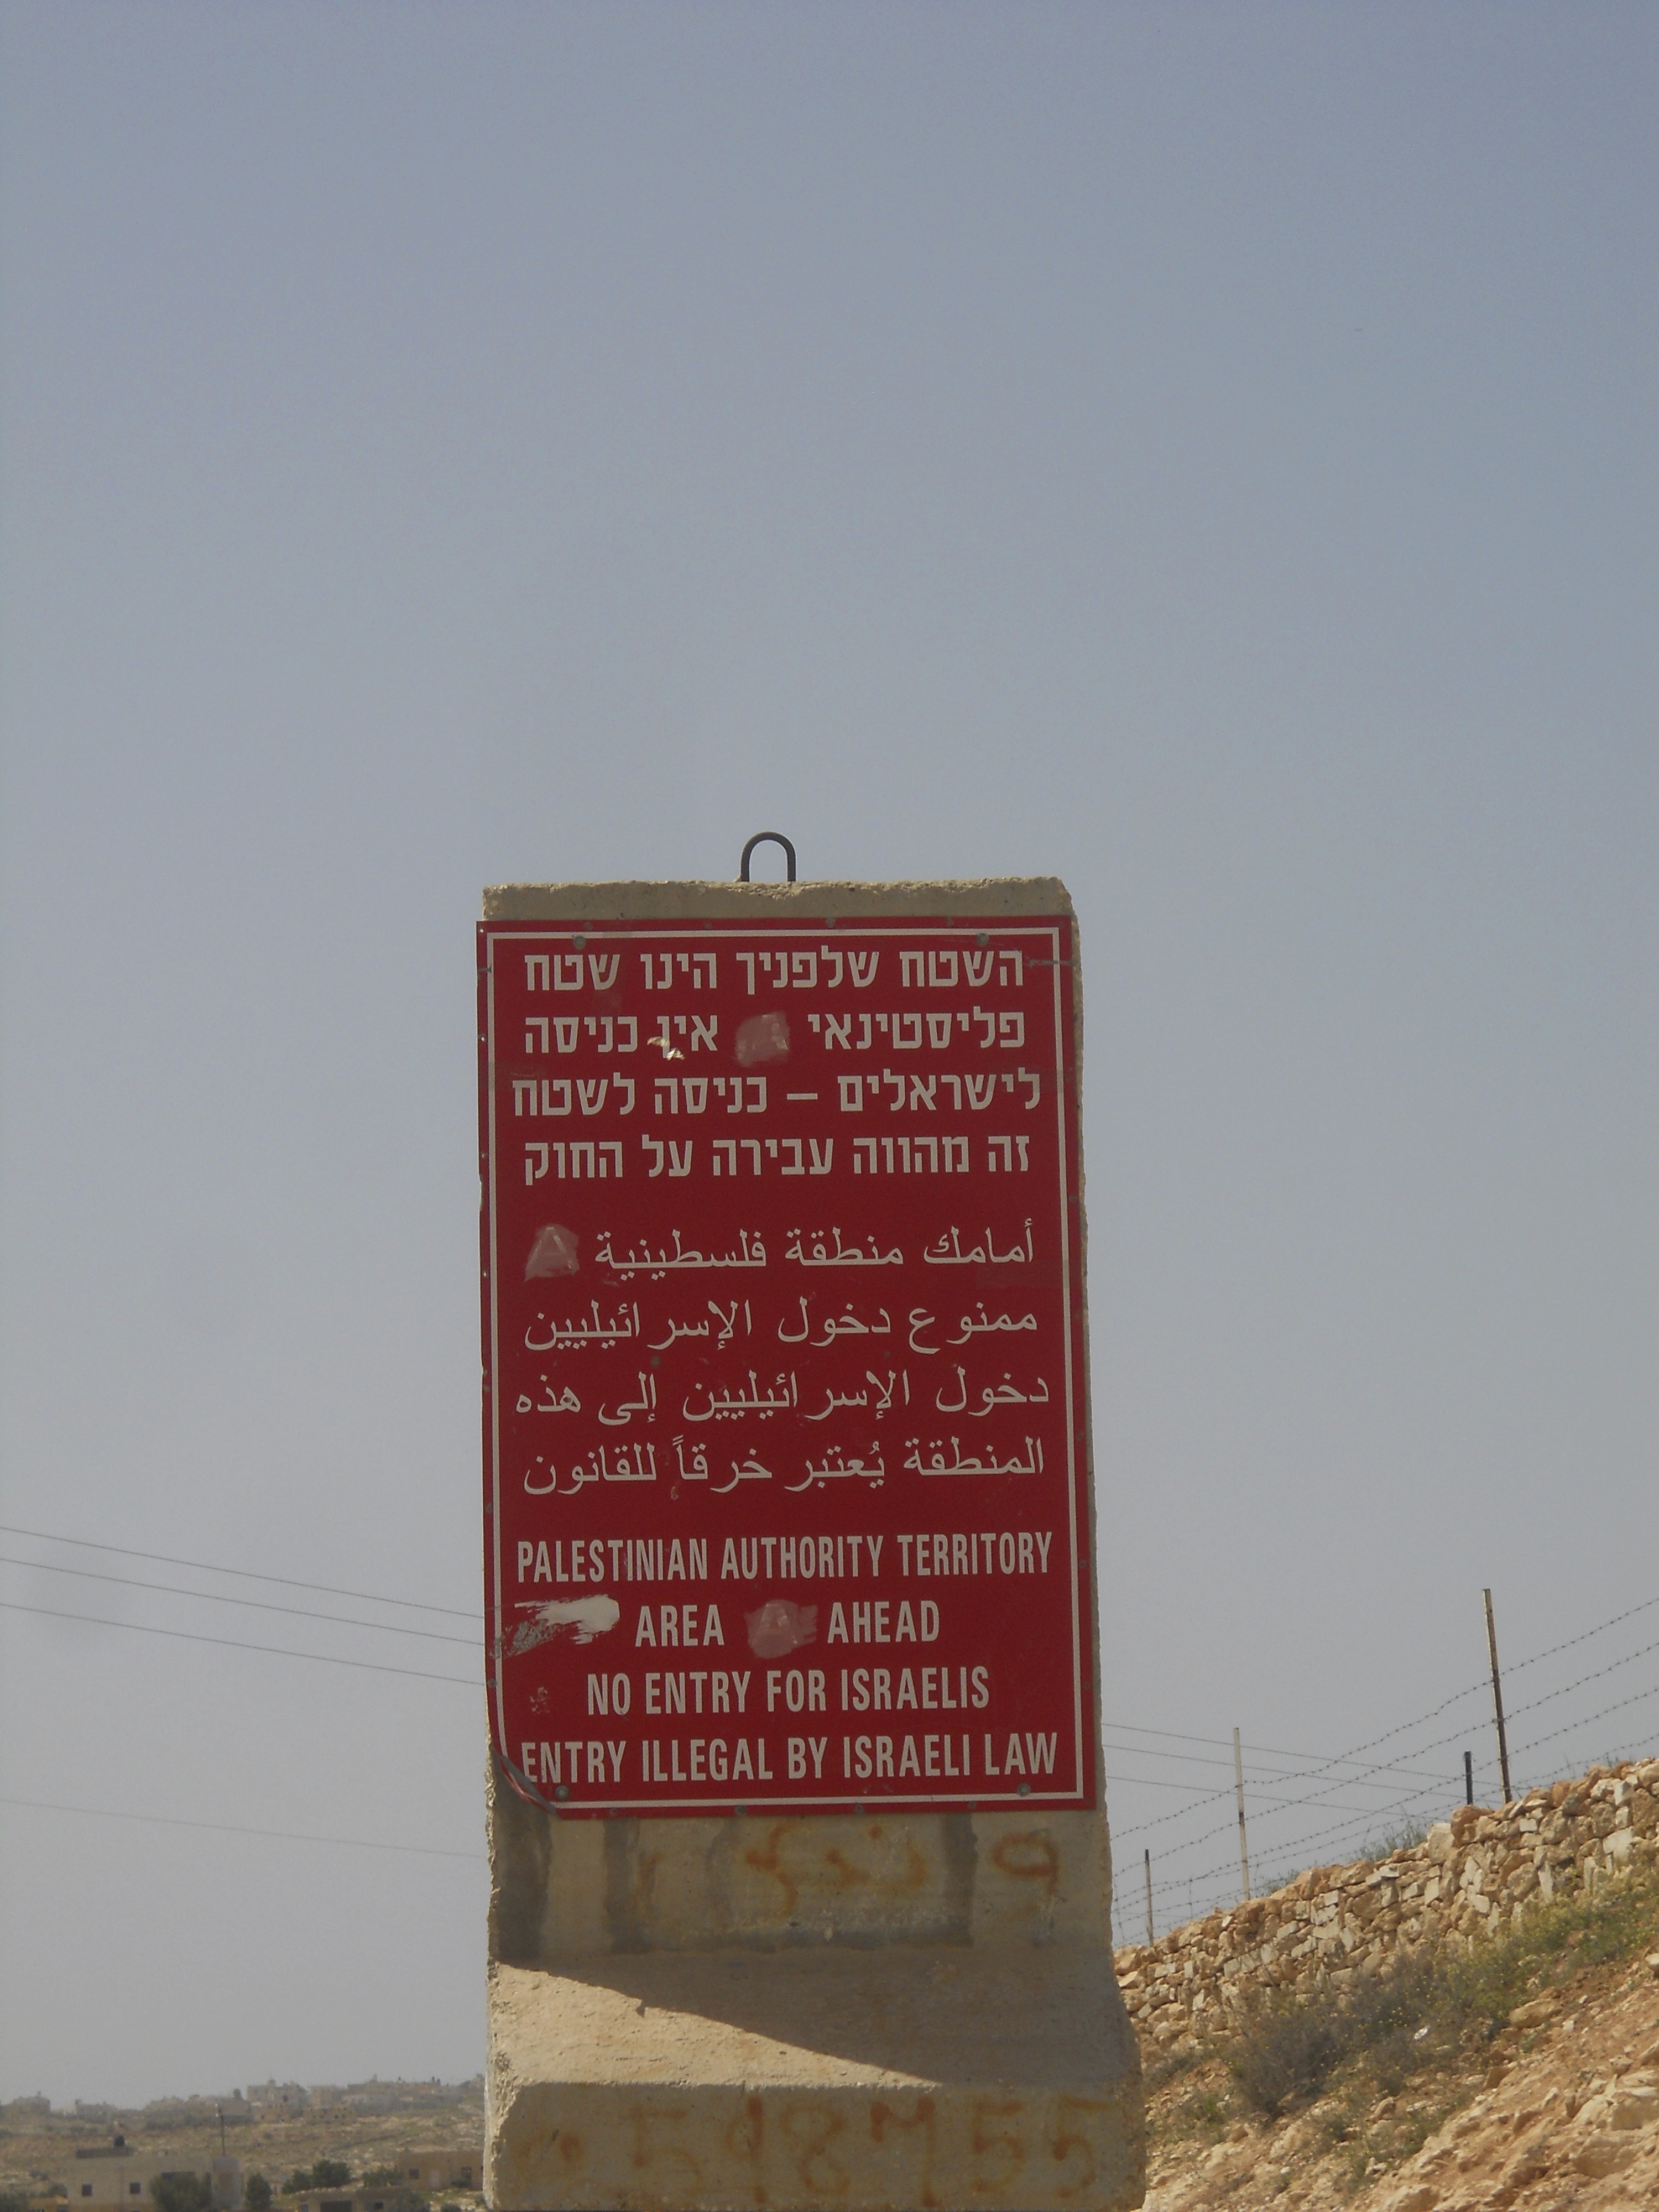 השטח שלפניך הינו שטח
פליסטינאי אין כניסה
לישראלים – כניסה לשטח
זה מהווה עבירה על החוק
أمامك منطقة فلسطينية
ممنوع دخول الإسرائيليين
دخول الإسرائيليين إلى هذه
المنطقة يُعتبر خرقاً للقانون
PALESTINIAN AUTHORITY TERRITORY
AREA AHEAD
NO ENTRY FOR ISRAELIS
ENTRY ILLEGAL BY ISRAELI LAW